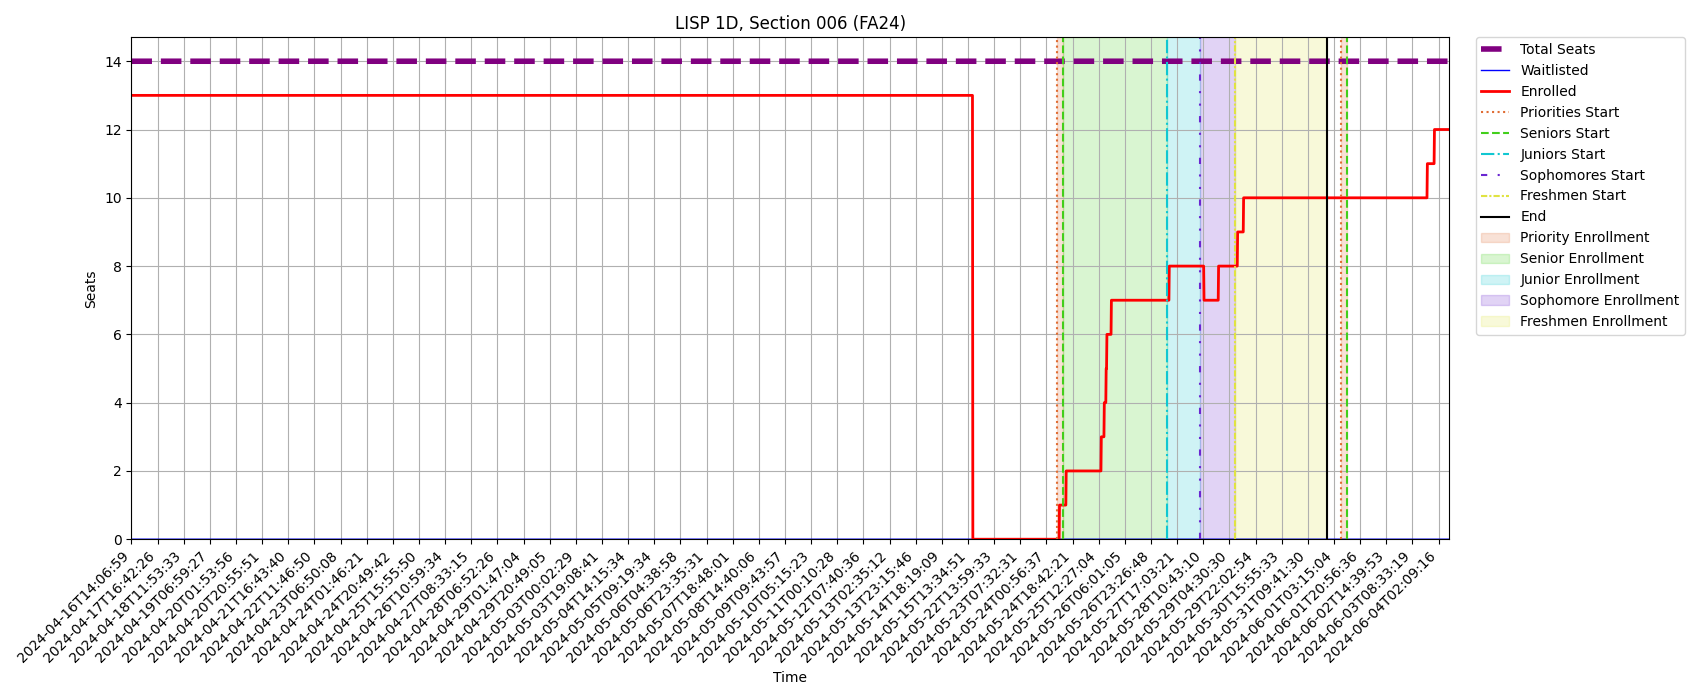 LISP 1D, Section 006 (FA24)
Total Seats
Waitlisted
Enrolled
Priorities Start
Seniors Start
Juniors Start
Sophomores Start
Freshmen Start
End
Priority Enrollment
Senior Enrollment
Junior Enrollment
Sophomore Enrollment
Freshmen Enrollment
Seats
14
12
10
8
6
4
2
0
2024-04-16T14:06:59
2024-04-17T16:42:26
2024-04-18T11:53:33
2024-04-19T06:59:27
2024-04-20T01:53:56
2024-04-20T20:55:51
2024-04-21T16:43:40
2024-04-22T11:46:50
2024-04-23T06:50:08
2024-04-24T01:46:21
2024-04-24T20:49:42
2024-04-25T15:55:50
2024-04-26T10:59:34
2024-04-27T08:33:15
2024-04-28T06:52:26
2024-04-29T01:47:04
2024-04-29T20:49:05
2024-05-03T00:02:29
2024-05-03T19:08:41
2024-05-04T14:15:34
2024-05-05T09:19:34
2024-05-06T04:38:58
2024-05-06T23:35:31
2024-05-07T18:48:01
2024-05-08T14:40:06
2024-05-09T09:43:57
2024-05-10T05:15:23
2024-05-11T00:10:28
2024-05-12T07:40:36
2024-05-13T02:35:12
2024-05-13T23:15:46
2024-05-14T18:19:09
2024-05-15T13:34:51
2024-05-22T13:59:33
2024-05-23T07:32:31
2024-05-24T00:56:37
2024-05-24T18:42:21
2024-05-25T12:27:04
2024-05-26T06:01:05
2024-05-26T23:26:48
2024-05-27T17:03:21
2024-05-28T10:43:10
2024-05-29T04:30:30
2024-05-29T22:02:54
2024-05-30T15:55:33
2024-05-31T09:41:30
2024-06-01T03:15:04
2024-06-01T20:56:36
2024-06-02T14:39:53
2024-06-03T08:33:19
2024-06-04T02:09:16
Time